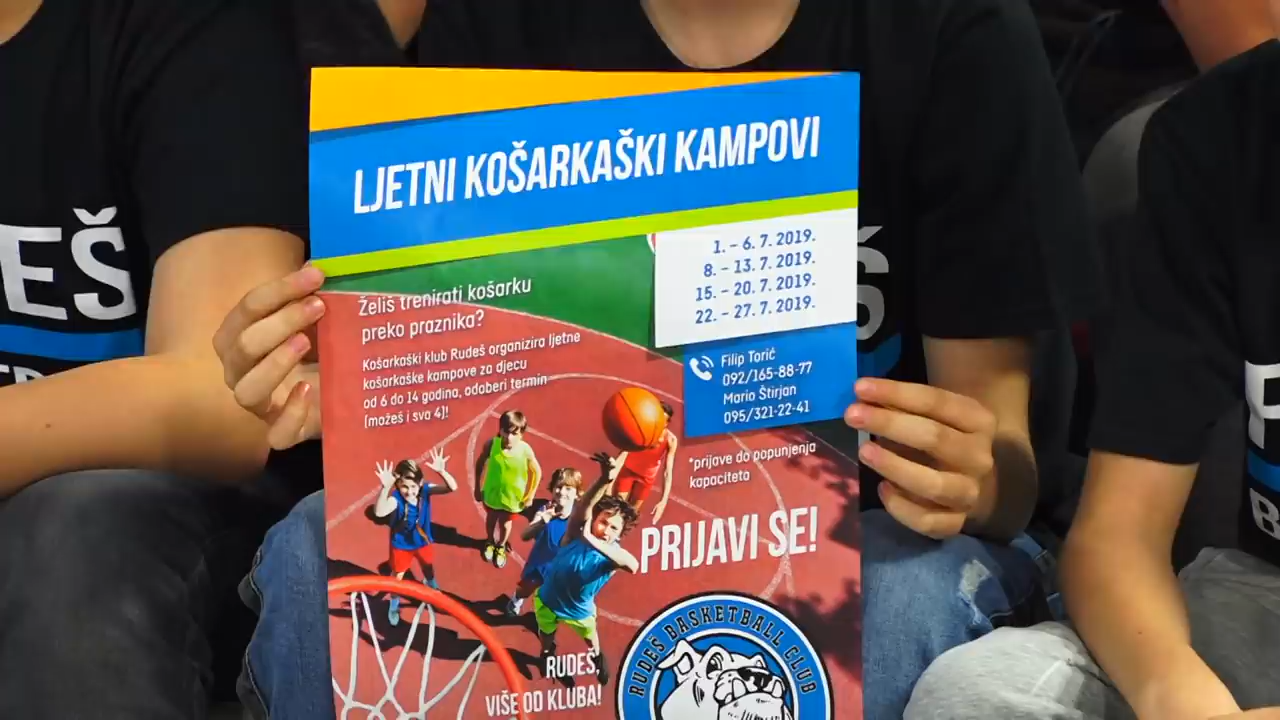 LJETNI KOŠARKAŠKI KAMPOVI
1. – 6. 7. 2019.
8. – 13. 7. 2019.
15. – 20. 7. 2019.
22. – 27. 7. 2019.
Želiš trenirati košarku
preko praznika?
Košarkaški klub Rudeš organizira ljetne
košarkaške kampove za djecu
od 6 do 14 godina, odaberi termin
(možeš i sva 4)!
Filip Torić
092/165-88-77
Mario Štirjan
095/321-22-41
*prijave do popunjenja
kapaciteta
PRIJAVI SE!
RUDEŠ,
VIŠE OD KLUBA!
RUDEŠ BASKETBALL CLUB
EŠ
Š